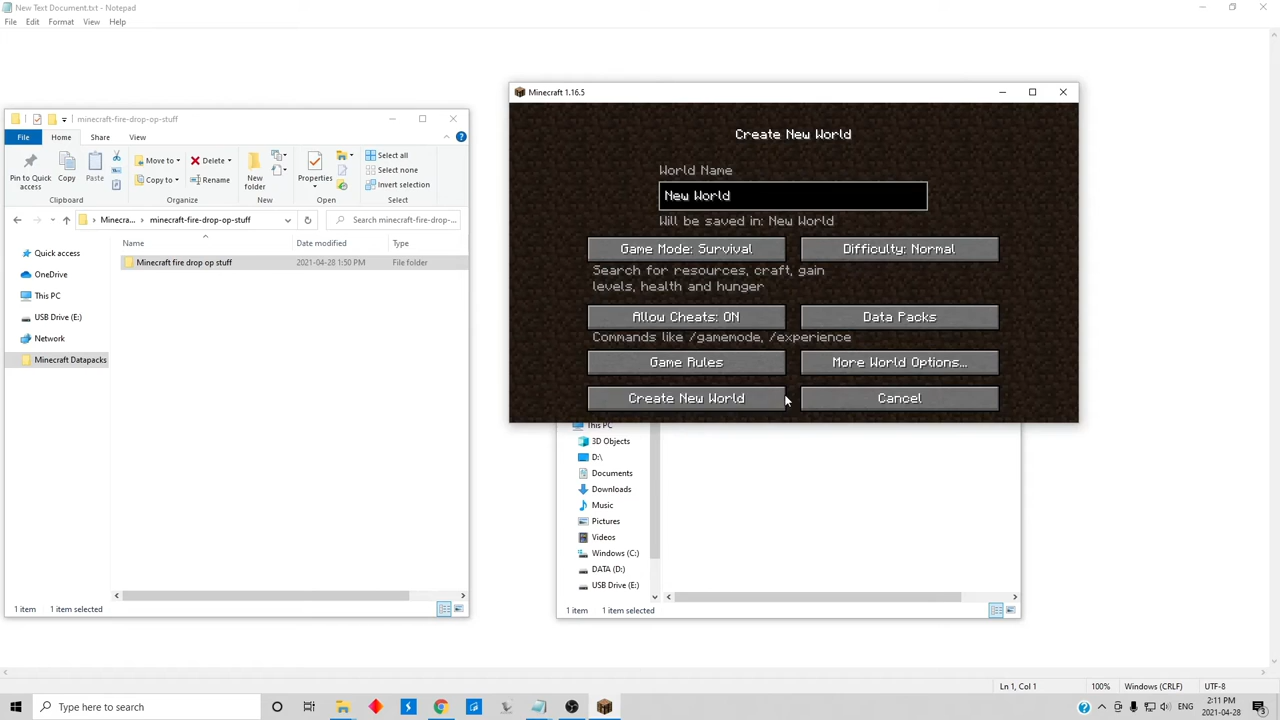 New Text Document.txt - Notepad
File Edit Format View Help
minecraft-fire-drop-op-stuff
File Home Share View
Pin to Quick access
Copy
Paste
Move to
Copy to
Delete
Rename
New folder
Properties
Select all
Select none
Invert selection
Clipboard
Organize
New
Open
Select
Minecra...
minecraft-fire-drop-op-stuff
Search minecraft-fire-drop-...
Name Date modified Type
Minecraft fire drop op stuff 2021-04-28 1:50 PM File folder
Quick access
OneDrive
This PC
USB Drive (E:)
Network
Minecraft Datapacks
1 item 1 item selected
Minecraft 1.16.5
Create New World
World Name
New World
Will be saved in: New World
Game Mode: Survival
Difficulty: Normal
Search for resources, craft, gain
levels, health and hunger
Allow Cheats: ON
Data Packs
Commands like /gamemode, /experience
Game Rules
More World Options...
Create New World
Cancel
This PC
3D Objects
D:\
Documents
Downloads
Music
Pictures
Videos
Windows (C:)
DATA (D:)
USB Drive (E:)
1 item 1 item selected
Ln 1, Col 1 100% Windows (CRLF) UTF-8
Type here to search
ENG
2:11 PM
2021-04-28
3